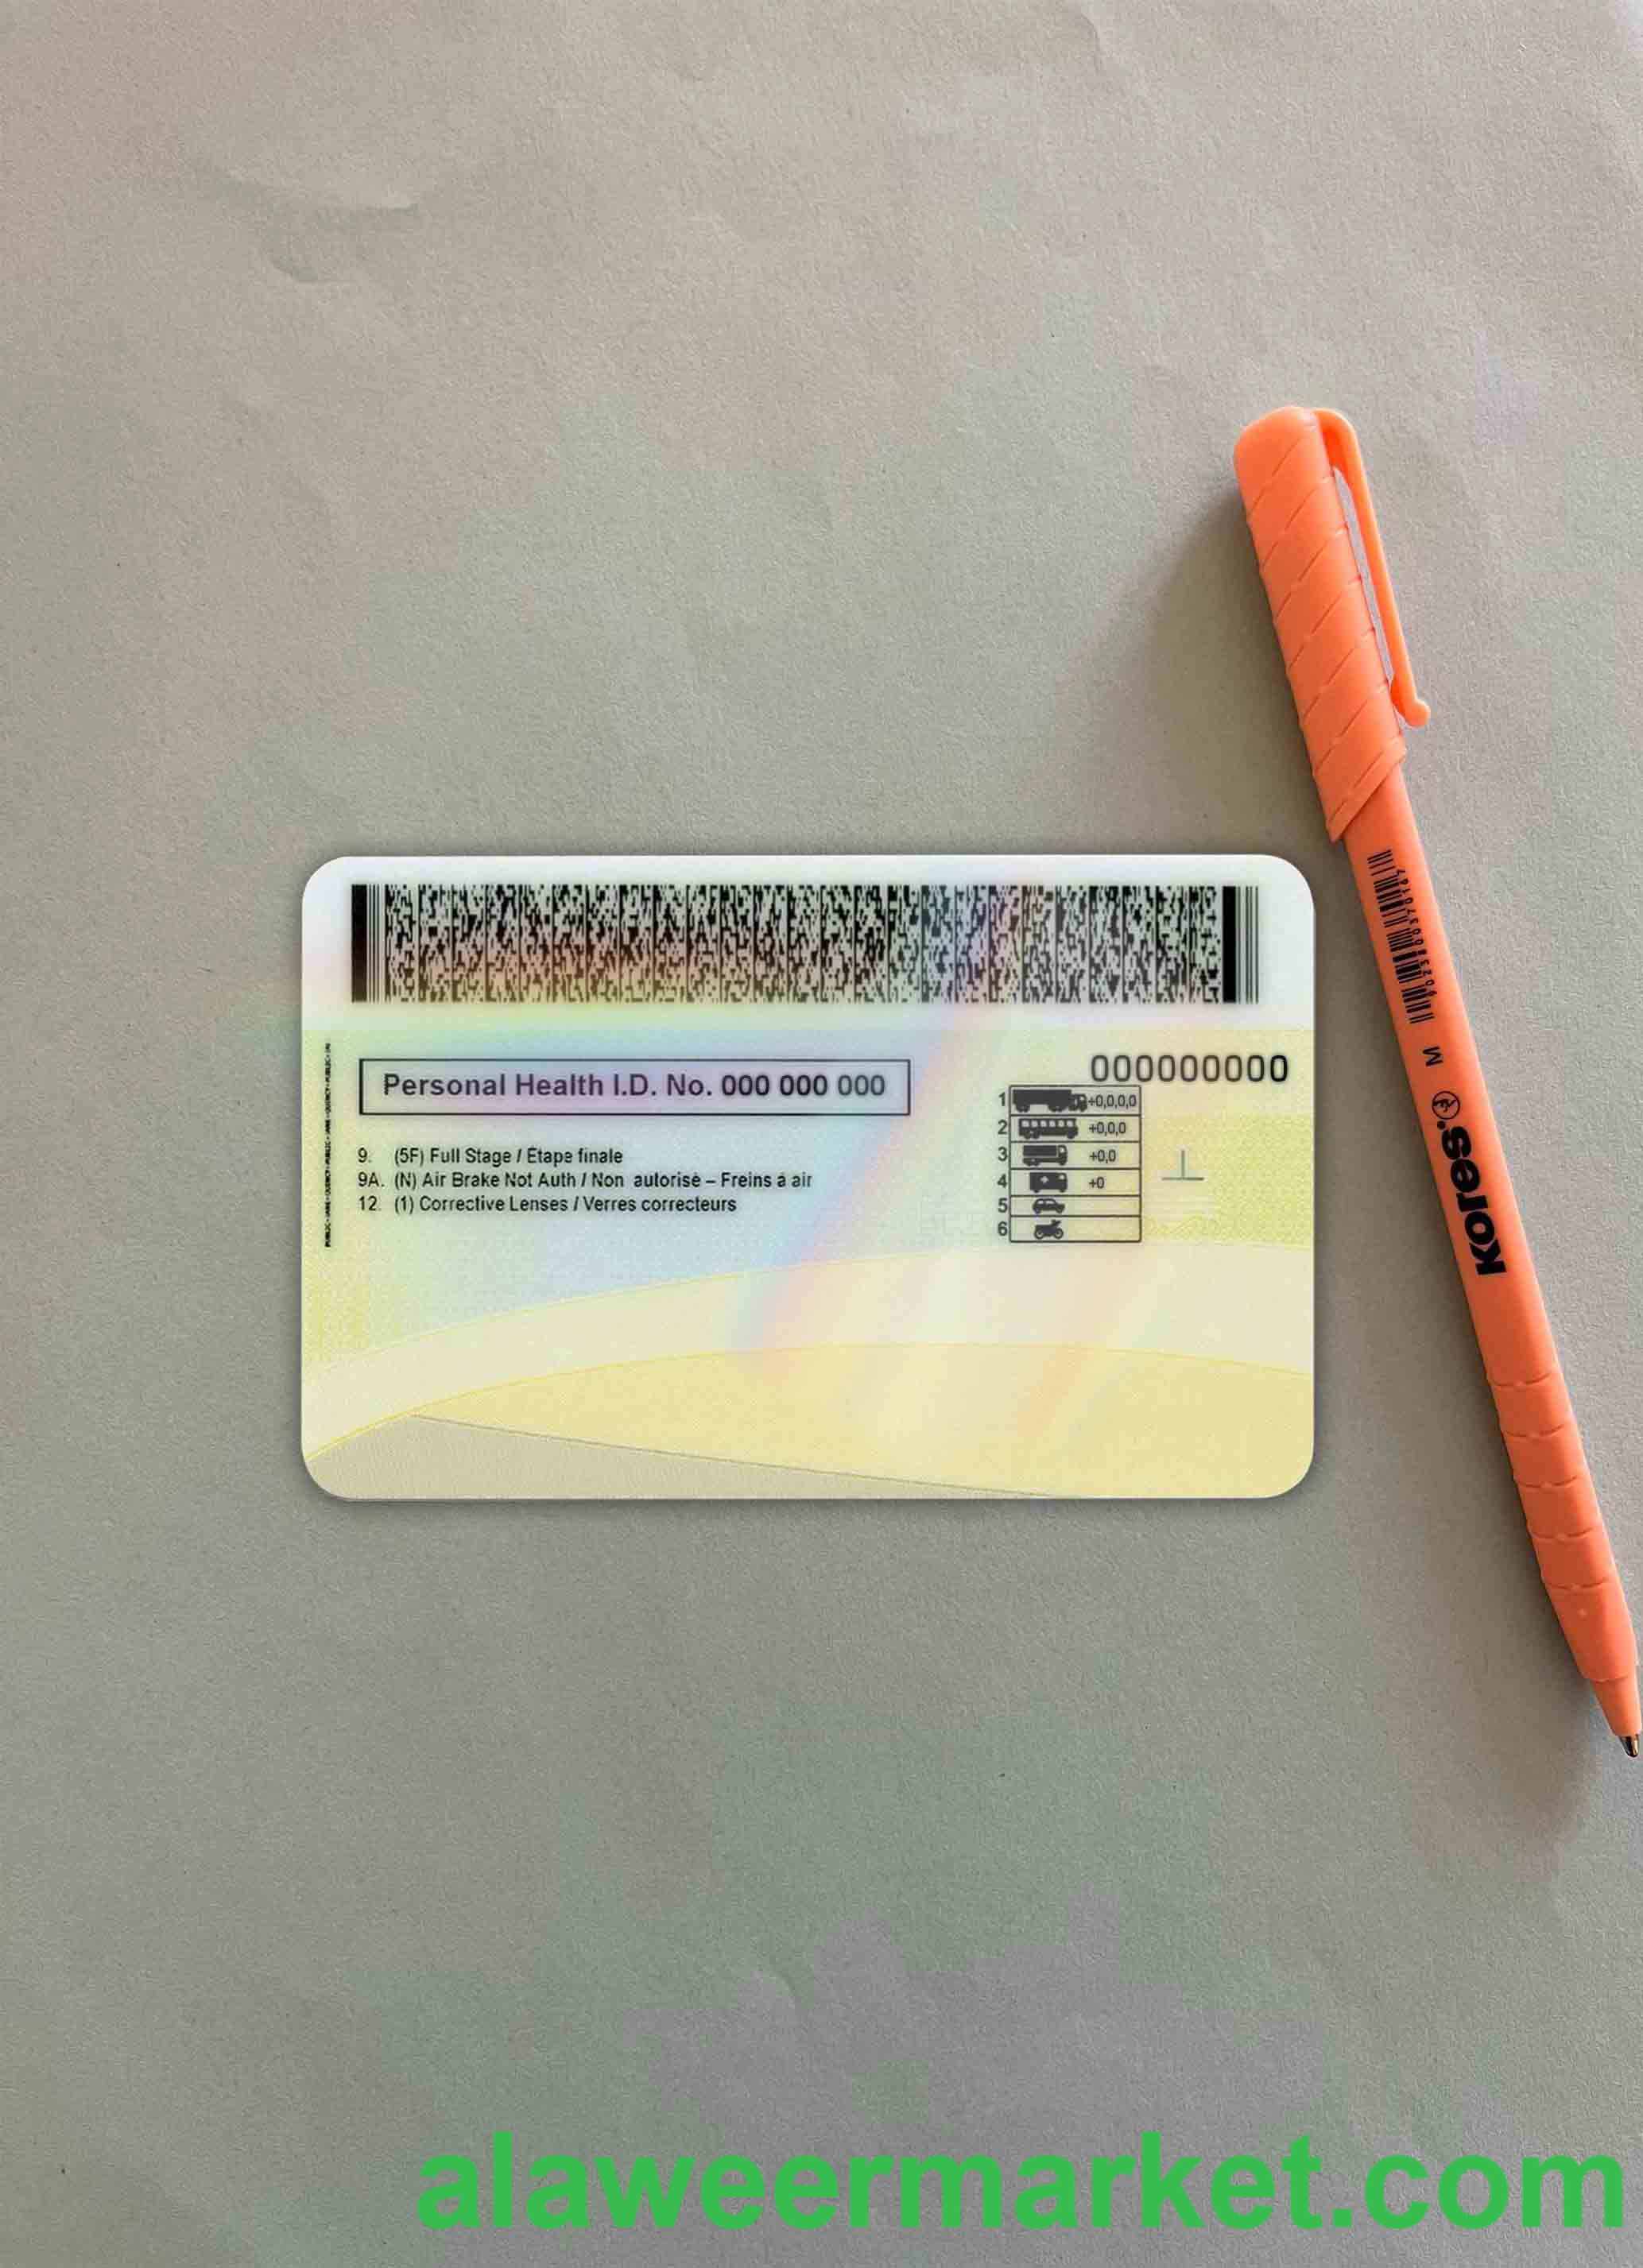 Personal Health I.D. No. 000 000 000
000000000
9. (5F) Full Stage / Étape finale
9A. (N) Air Brake Not Auth / Non autorisé – Freins à air
12. (1) Corrective Lenses / Verres correcteurs
1 +0,0,0,0
2 +0,0,0
3 +0,0
4 +0
5
6
M
Kores
alaweermarket.com